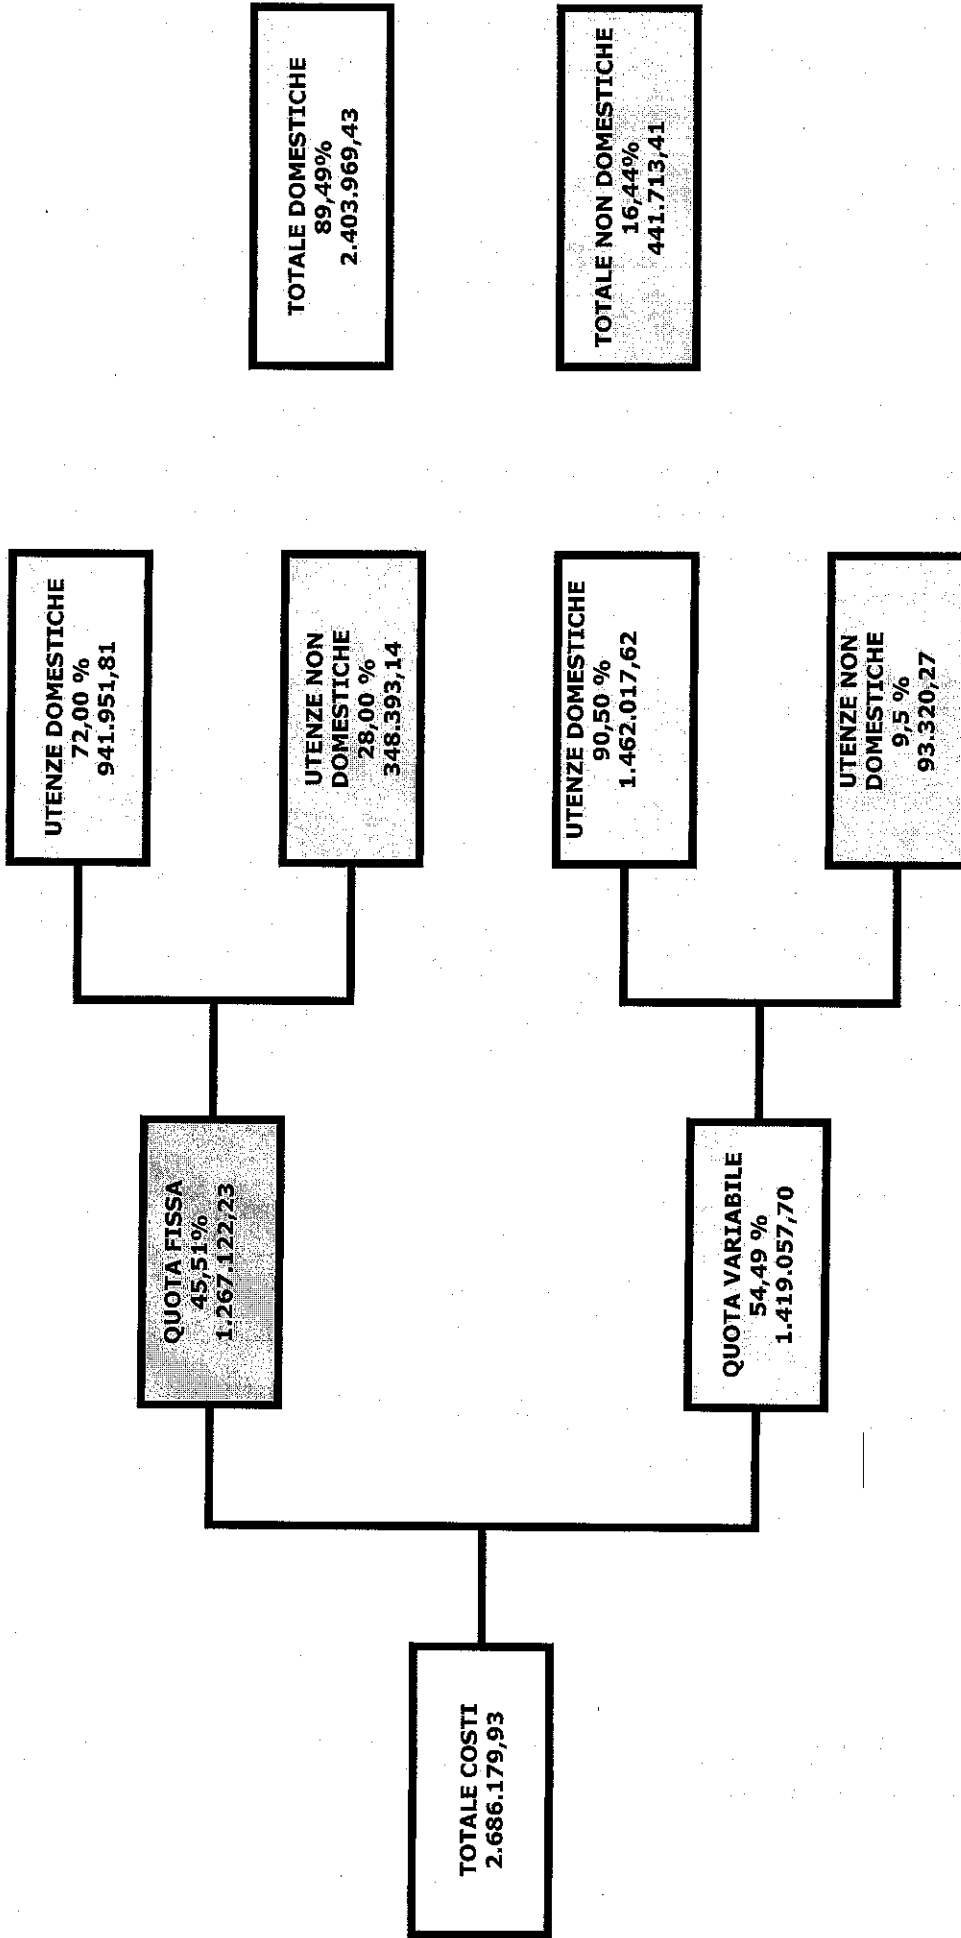 TOTALE COSTI
2.686.179,93
QUOTA FISSA
45,51%
1.267.122,23
QUOTA VARIABILE
54,49 %
1.419.057,70
UTENZE DOMESTICHE
72,00 %
941.951,81
UTENZE NON
DOMESTICHE
28,00 %
348.393,14
UTENZE DOMESTICHE
90,50 %
1.462.017,62
UTENZE NON
DOMESTICHE
9,5 %
93.320,27
TOTALE DOMESTICHE
89,49%
2.403.969,43
TOTALE NON DOMESTICHE
16,44%
441.713,41